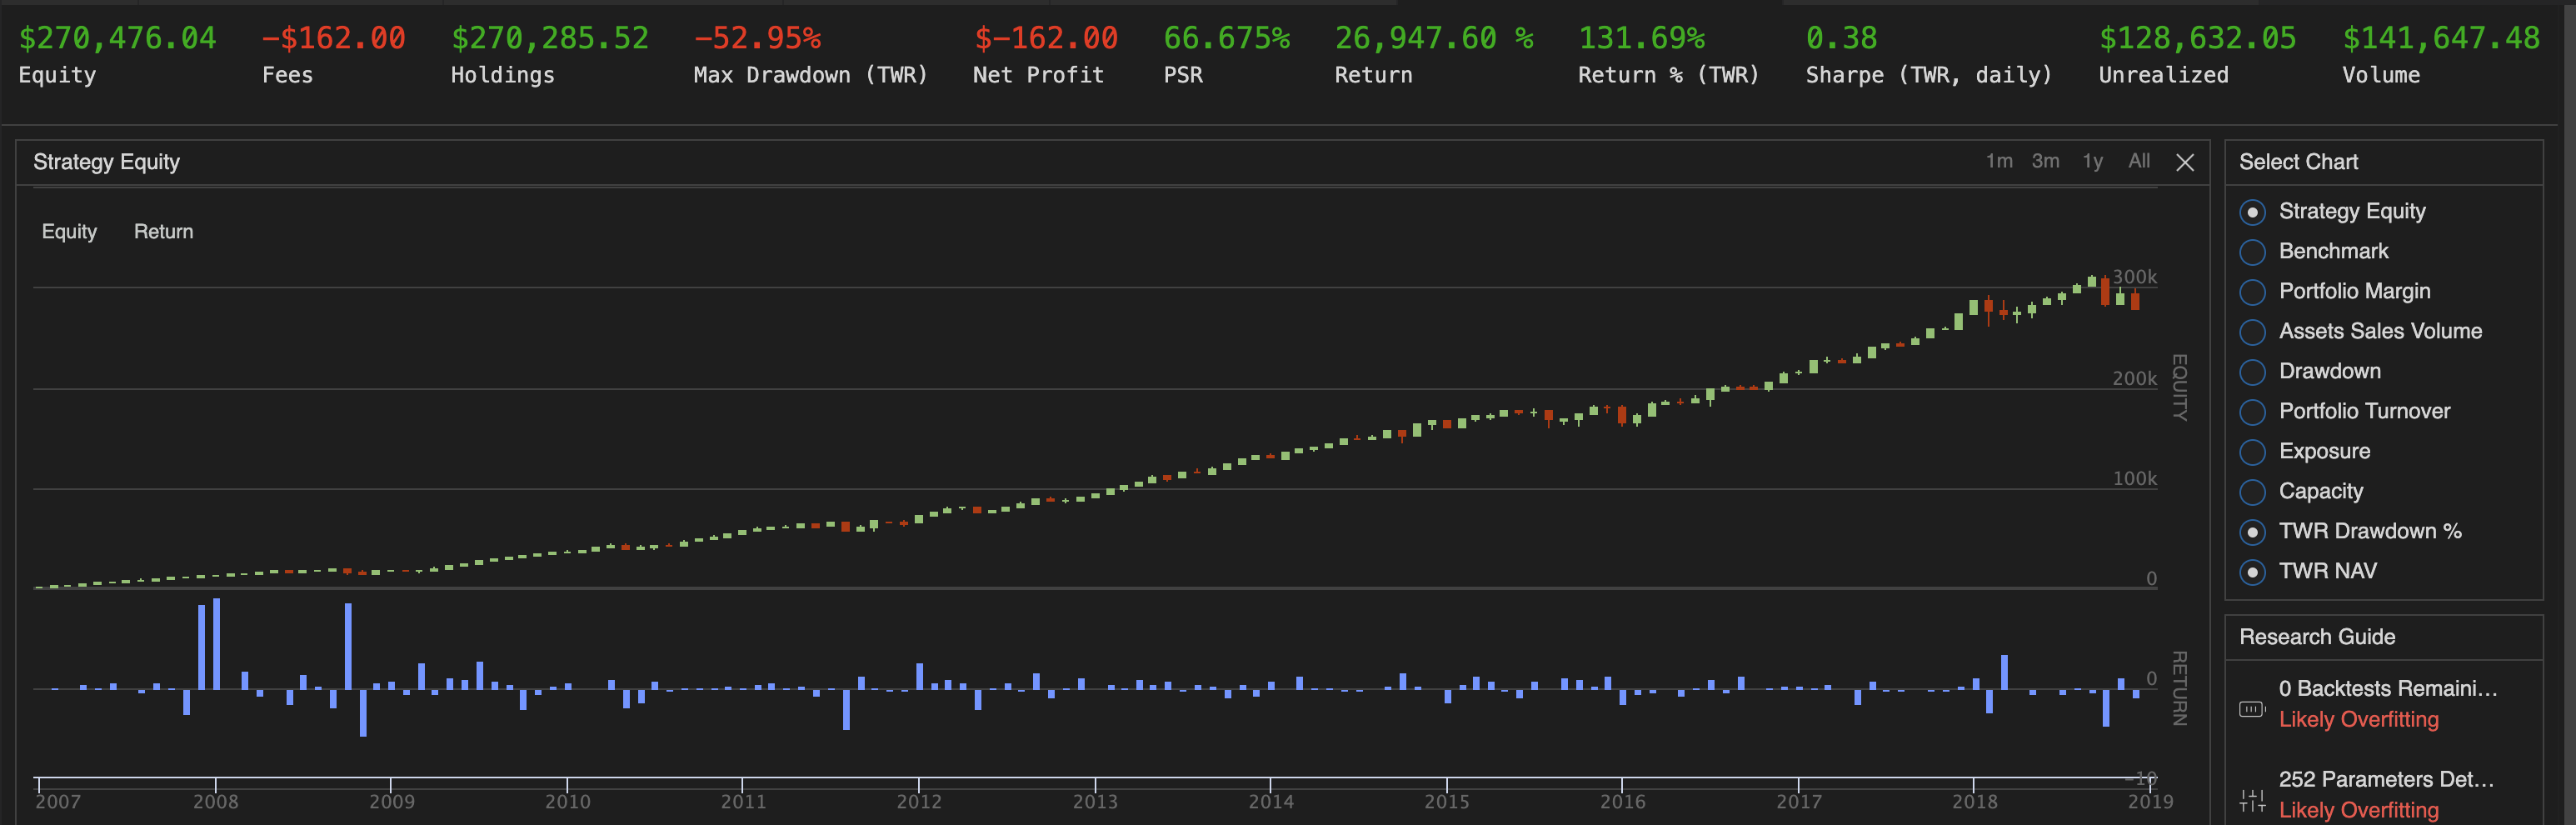 $270,476.04 -$162.00 $270,285.52 -52.95% $-162.00 66.675% 26,947.60 % 131.69% 0.38 $128,632.05 $141,647.48
Equity Fees Holdings Max Drawdown (TWR) Net Profit PSR Return Return % (TWR) Sharpe (TWR, daily) Unrealized Volume
Strategy Equity 1m 3m 1y All
Equity Return
300k
200k
100k
0
EQUITY
0
RETURN
-10
2007 2008 2009 2010 2011 2012 2013 2014 2015 2016 2017 2018 2019
Select Chart
Strategy Equity
Benchmark
Portfolio Margin
Assets Sales Volume
Drawdown
Portfolio Turnover
Exposure
Capacity
TWR Drawdown %
TWR NAV
Research Guide
0 Backtests Remaini...
Likely Overfitting
252 Parameters Det...
Likely Overfitting